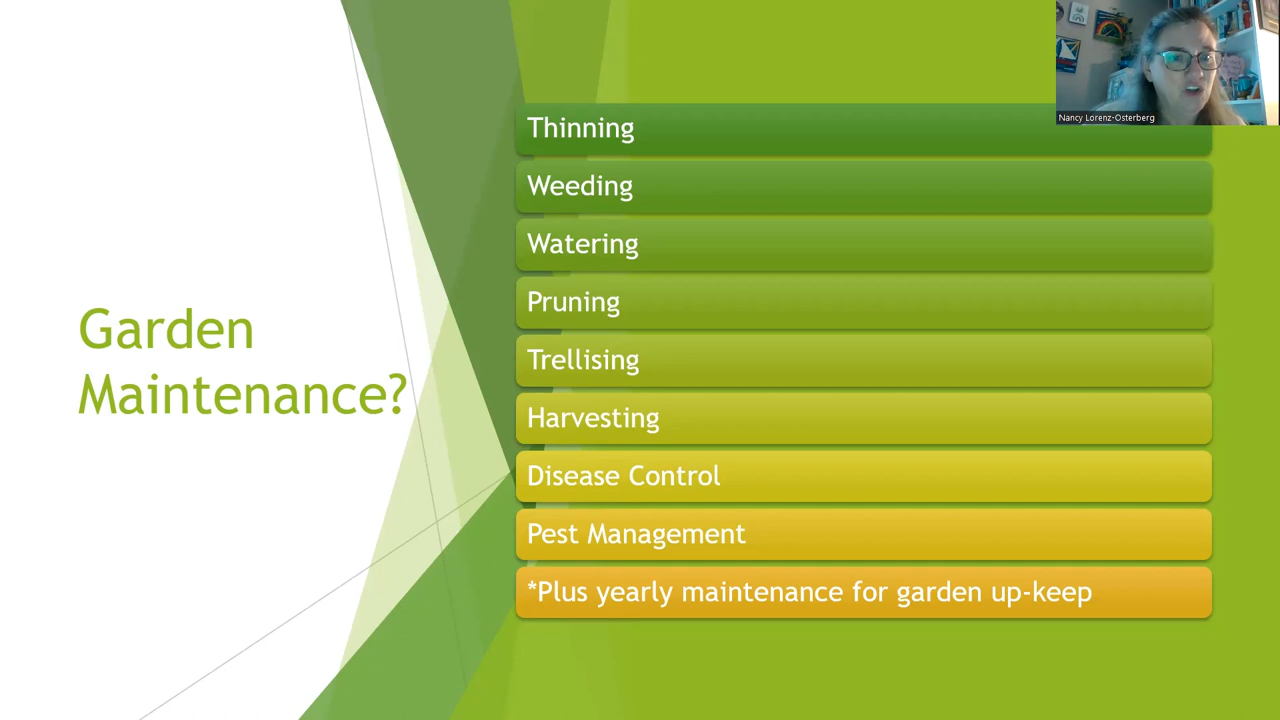 Garden
Maintenance?
Thinning
Weeding
Watering
Pruning
Trellising
Harvesting
Disease Control
Pest Management
*Plus yearly maintenance for garden up-keep
Nancy Lorenz-Osterberg